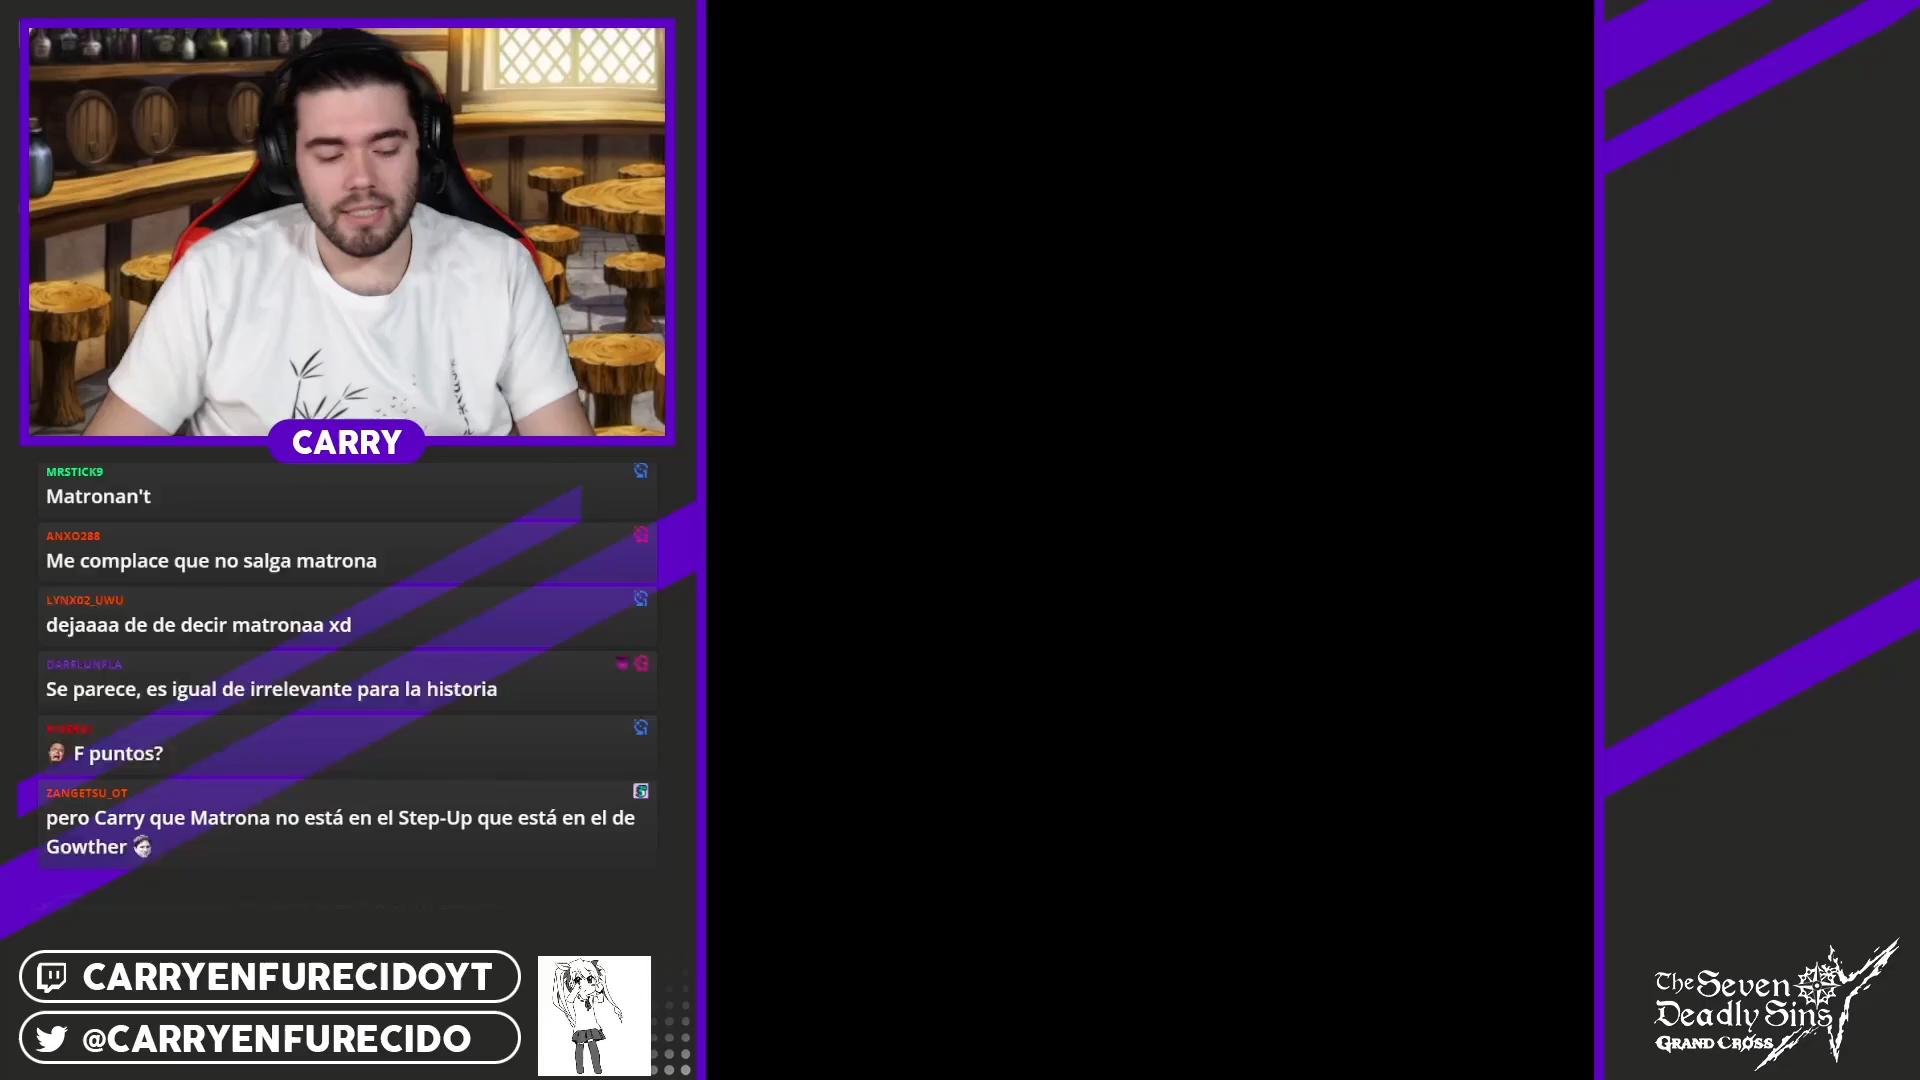 CARRY
MRSTICK9
Matronan't
ANXO288
Me complace que no salga matrona
LYNX02_UWU
dejaaaa de de decir matronaa xd
DARFLUNFLA
Se parece, es igual de irrelevante para la historia
F puntos?
ZANGETSU_OT
pero Carry que Matrona no está en el Step-Up que está en el de
Gowther
CARRYENFURECIDOYT
@CARRYENFURECIDO
The Seven
Deadly Sins
GRAND CROSS